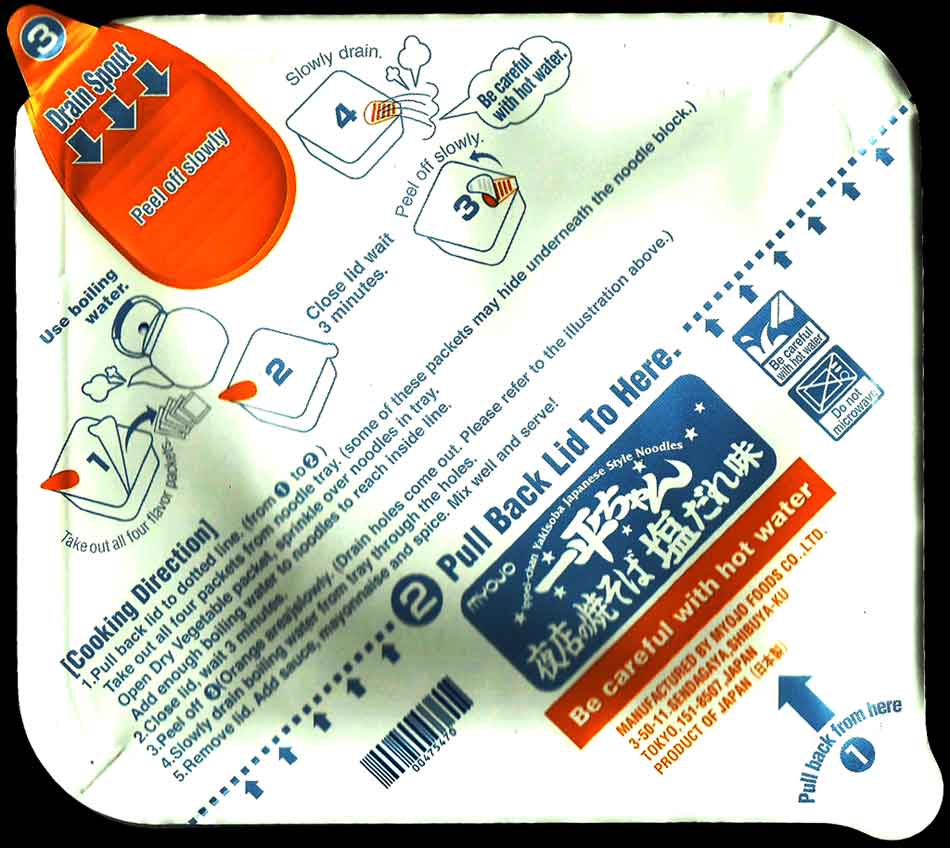 3
Drain Spout
Peel off slowly
Slowly drain.
4
Be careful
with hot water.
Peel off slowly.
3
Use boiling
water.
Close lid wait
3 minutes.
2
1
Take out all four flavor packets.
[Cooking Direction]
1.Pull back lid to dotted line. (from 1 to 2)
Take out all four packets from noodle tray. (some of these packets may hide underneath the noodle block.)
Open Dry Vegetable packet, sprinkle over noodles in tray.
Add enough boiling water to noodles to reach inside line.
2.Close lid, wait 3 minutes.
3.Peel off 3(Orange area)slowly. (Drain holes come out. Please refer to the illustration above.)
4.Slowly drain boiling water from tray through the holes.
5.Remove lid. Add sauce, mayonnaise and spice. Mix well and serve!
2 Pull Back Lid To Here.
Be careful
with hot water
Do not
microwave.
MYOJO
Ippei-chan Yakisoba Japanese Style Noodles
一平ちゃん
夜店の焼そば 塩だれ味
Be careful with hot water
MANUFACTURED BY MYOJO FOODS CO.,LTD.
3-50-11,SENDAGAYA,SHIBUYA-KU
TOKYO,151-8507,JAPAN
PRODUCT OF JAPAN (日本製)
00475476
Pull back from here
1